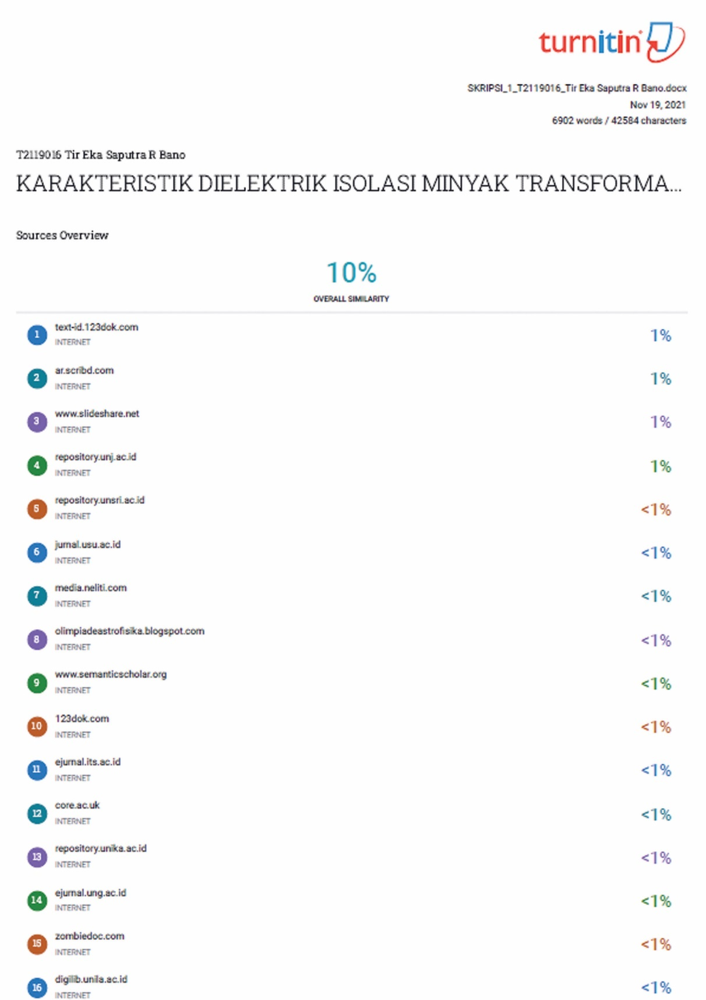 turnitin
SKRIPSI_1_T2119016_Tir Eka Saputra R Bano.docx
Nov 19, 2021
6902 words / 42584 characters
T2119016 Tir Eka Saputra R Bano
KARAKTERISTIK DIELEKTRIK ISOLASI MINYAK TRANSFORMA...
Sources Overview
10%
OVERALL SIMILARITY
1 text-id.123dok.com 1%
INTERNET
2 ar.scribd.com 1%
INTERNET
3 www.slideshare.net 1%
INTERNET
4 repository.unj.ac.id 1%
INTERNET
5 repository.unsri.ac.id <1%
INTERNET
6 jurnal.usu.ac.id <1%
INTERNET
7 media.neliti.com <1%
INTERNET
8 olimpiadeastrofisika.blogspot.com <1%
INTERNET
9 www.semanticscholar.org <1%
INTERNET
10 123dok.com <1%
INTERNET
11 ejurnal.its.ac.id <1%
INTERNET
12 core.ac.uk <1%
INTERNET
13 repository.unika.ac.id <1%
INTERNET
14 ejurnal.ung.ac.id <1%
INTERNET
15 zombiedoc.com <1%
INTERNET
16 digilib.unila.ac.id <1%
INTERNET